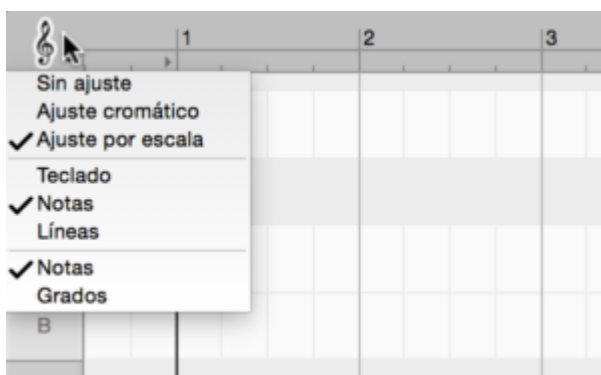 1 2 3
Sin ajuste
Ajuste cromático
Ajuste por escala
Teclado
Notas
Líneas
Notas
Grados
B